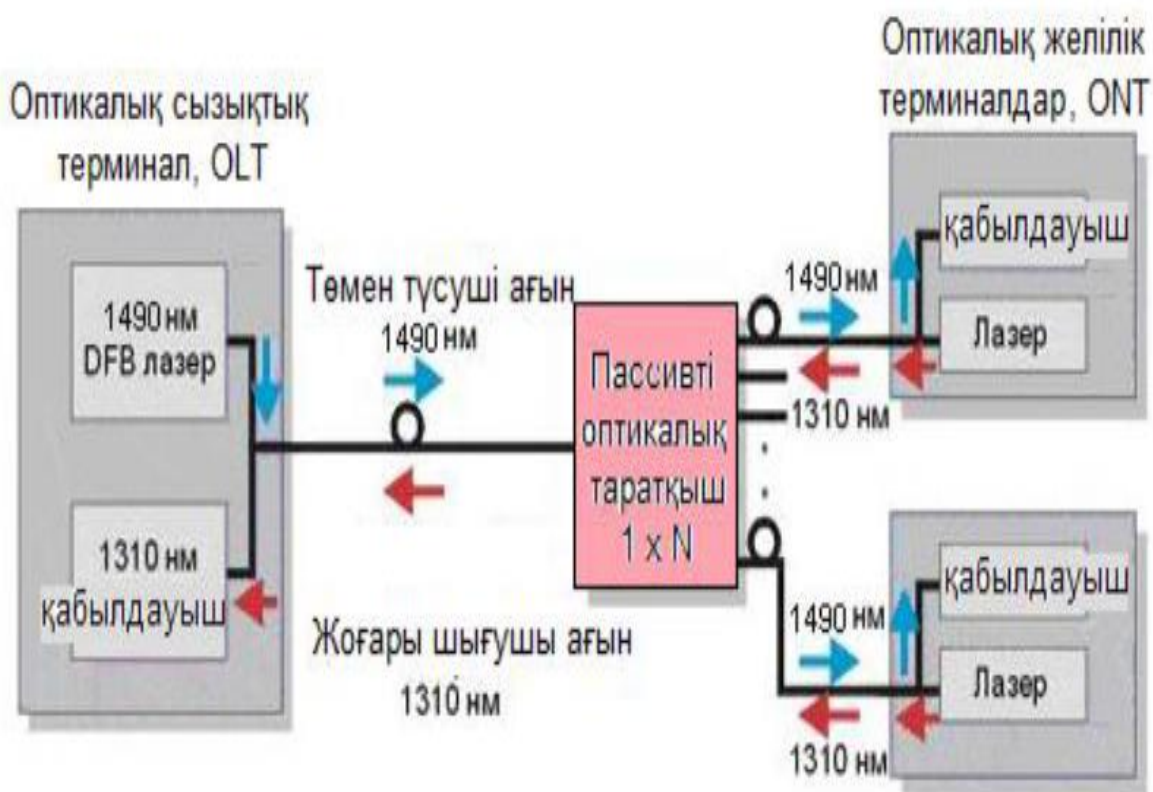 Оптикалық сызықтық
терминал, OLT
1490 нм
DFB лазер
1310 нм
қабылдауыш
Төмен түсуші ағын
1490 нм
Жоғары шығушы ағын
1310 нм
Пассивті
оптикалық
таратқыш
1 x N
Оптикалық желілік
терминалдар, ONT
1490 нм
1310 нм
қабылдауыш
Лазер
1490 нм
1310 нм
қабылдауыш
Лазер